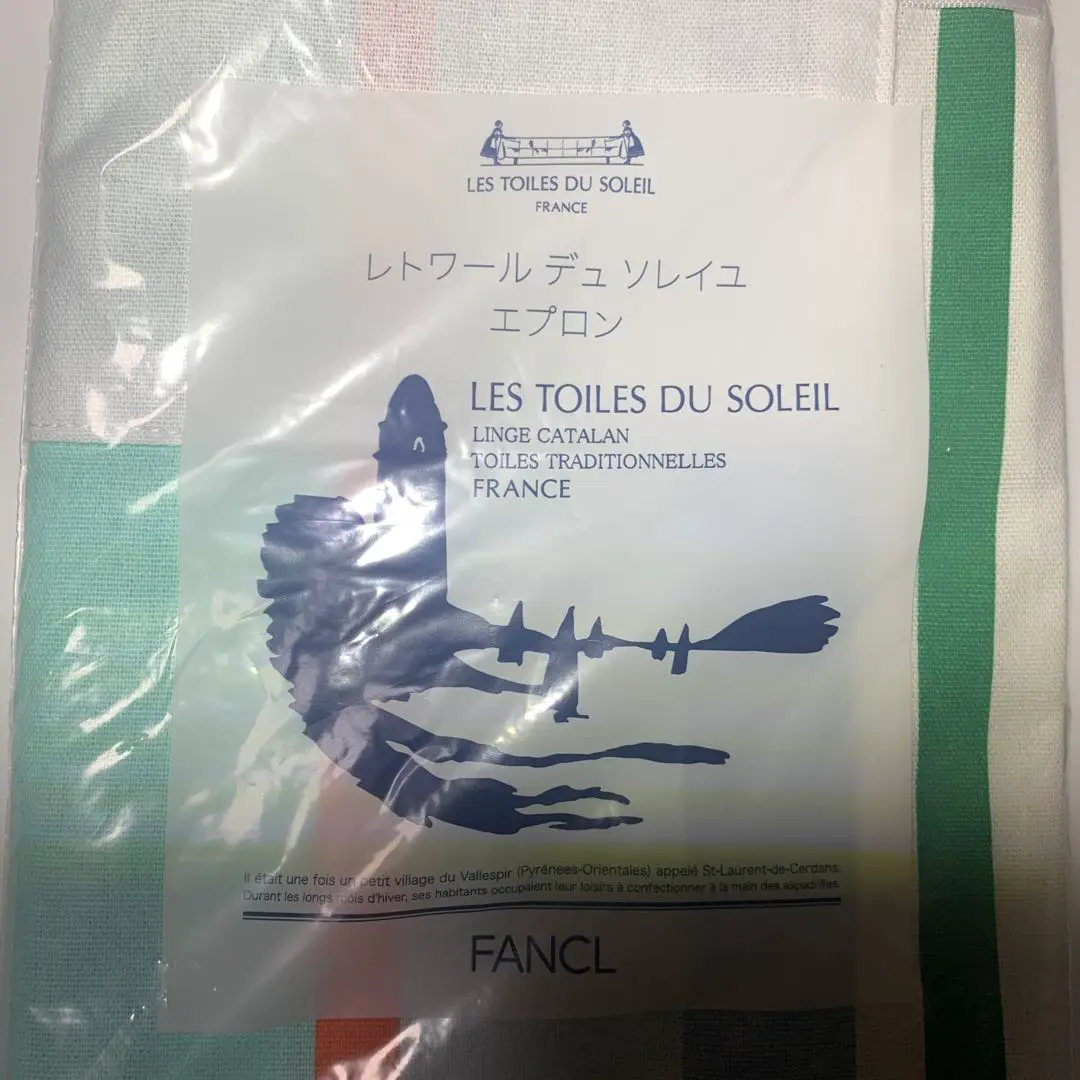 LES TOILES DU SOLEIL
FRANCE
レトワール デュ ソレイユ
エプロン
LES TOILES DU SOLEIL
LINGE CATALAN
TOILES TRADITIONNELLES
FRANCE
Il était une fois un petit village du Vallespir (Pyrénees-Orientales) appelé St-Laurent-de-Cerdans.
Durant les longs mois d'hiver, ses habitants occupaient leur loisirs à confectionner à la main des espadrilles.
FANCL